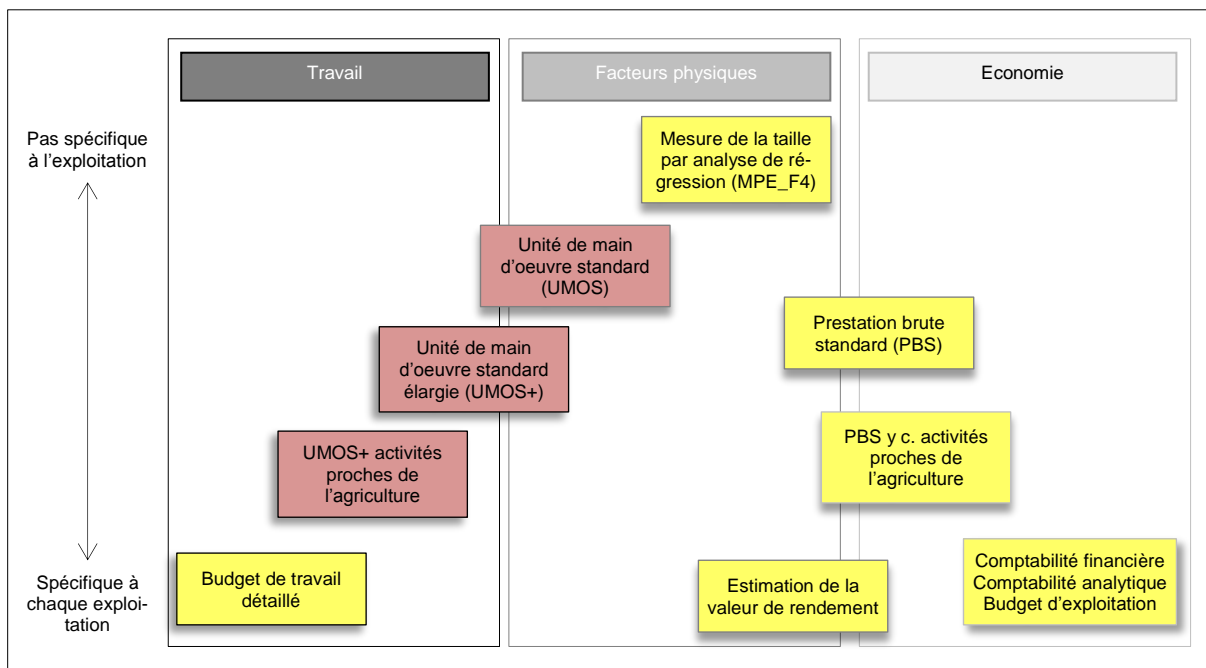 Travail
Facteurs physiques
Economie
Pas spécifique
à l'exploitation
Mesure de la taille
par analyse de ré-
gression (MPE_F4)
Unité de main
d'oeuvre standard
(UMOS)
Prestation brute
standard (PBS)
Unité de main
d'oeuvre standard
élargie (UMOS+)
PBS y c. activités
proches de
l'agriculture
UMOS+ activités
proches de
l'agriculture
Spécifique à
chaque exploi-
tation
Budget de travail
détaillé
Estimation de la
valeur de rendement
Comptabilité financière
Comptabilité analytique
Budget d'exploitation